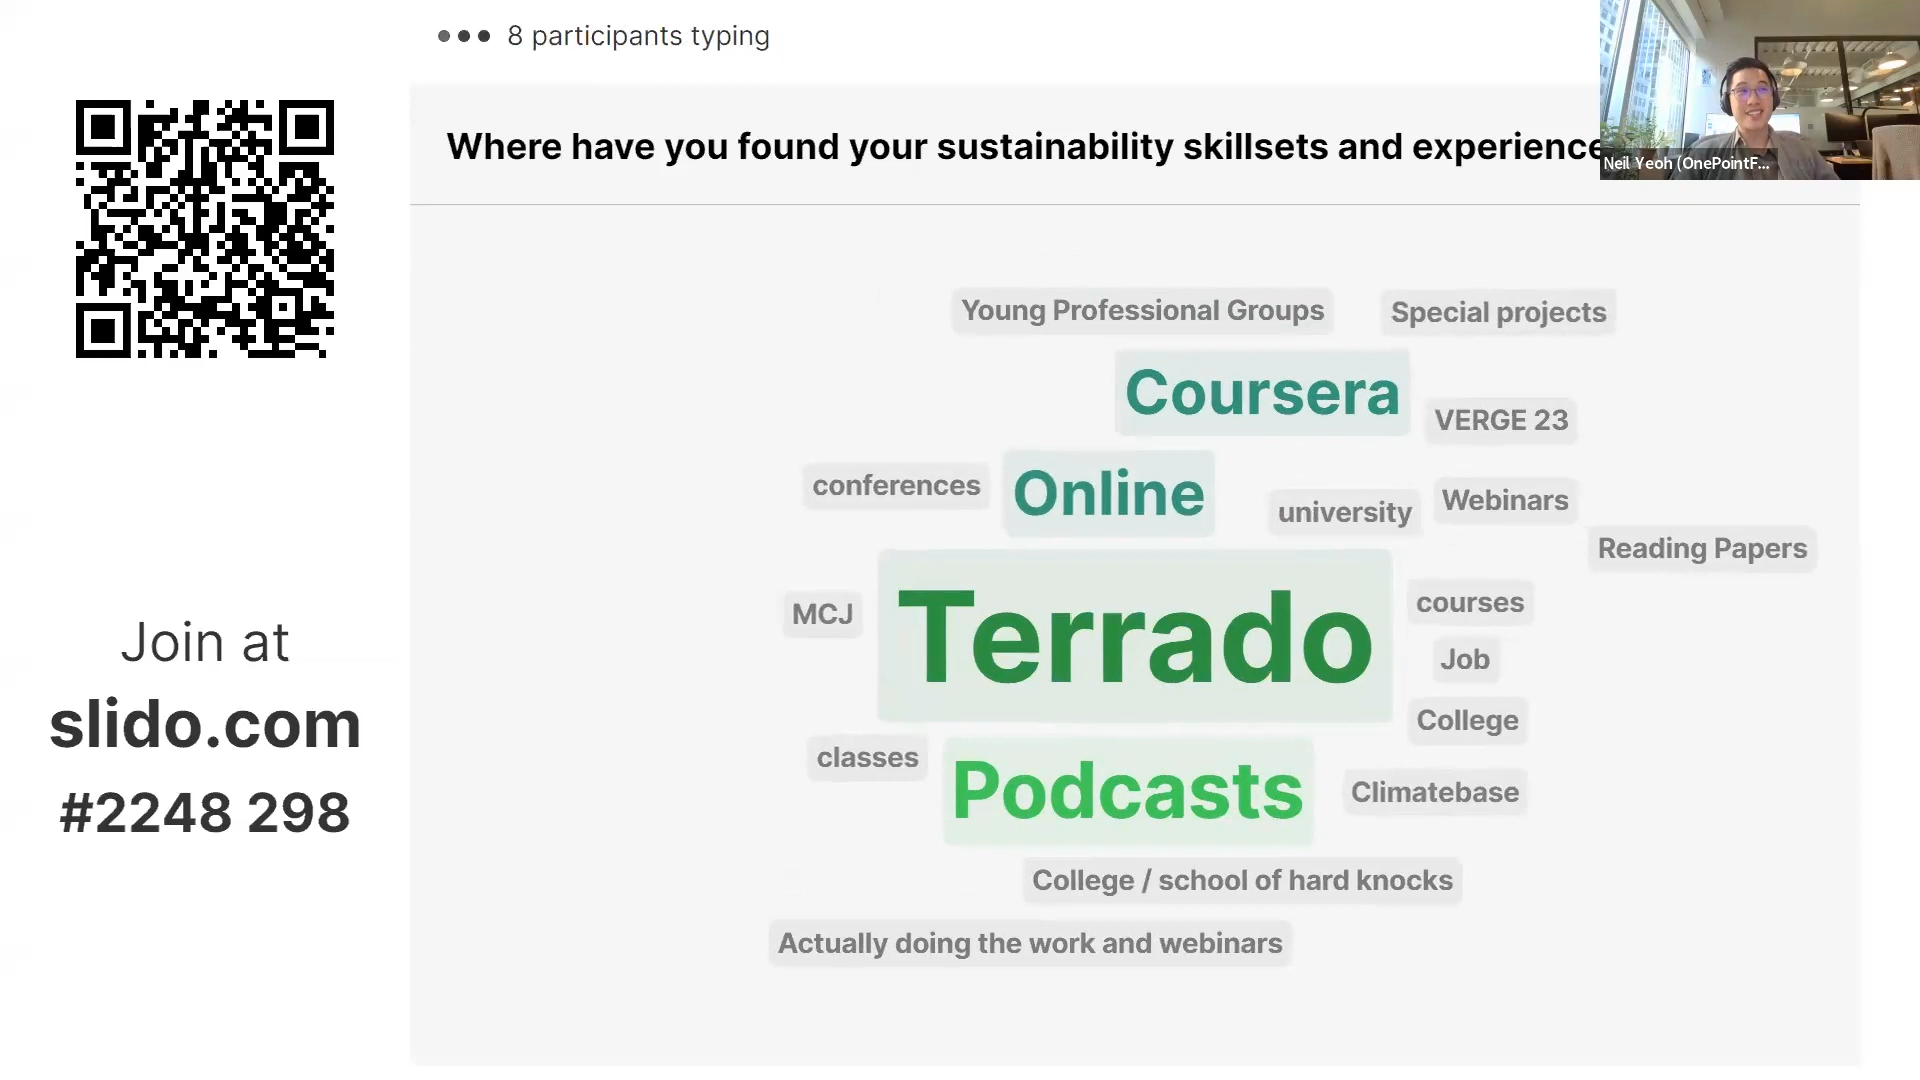 8 participants typing
Where have you found your sustainability skillsets and experience
Neil Yeoh (OnePointF...
Young Professional Groups
Special projects
Coursera
VERGE 23
conferences
Online
university
Webinars
Reading Papers
MCJ
Terrado
courses
Job
College
classes
Podcasts
Climatebase
College / school of hard knocks
Actually doing the work and webinars
Join at
slido.com
#2248 298